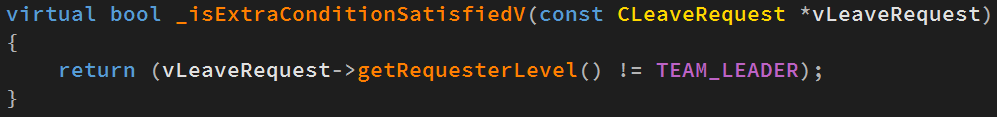 virtual bool _isExtraConditionSatisfiedV(const CLeaveRequest *vLeaveRequest)
{
    return (vLeaveRequest->getRequesterLevel() != TEAM_LEADER);
}